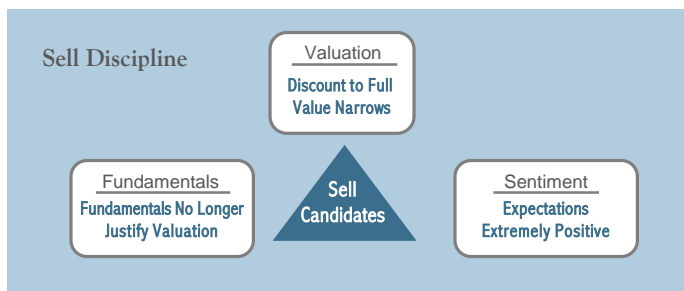 Sell Discipline
Valuation
Discount to Full
Value Narrows
Fundamentals
Fundamentals No Longer
Justify Valuation
Sell
Candidates
Sentiment
Expectations
Extremely Positive